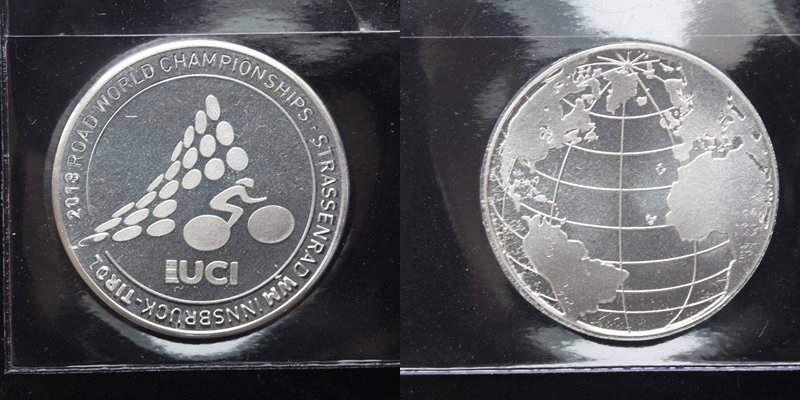 2018 ROAD WORLD CHAMPIONSHIPS · STRASSENRAD WM INNSBRUCK-TIROL
UCI